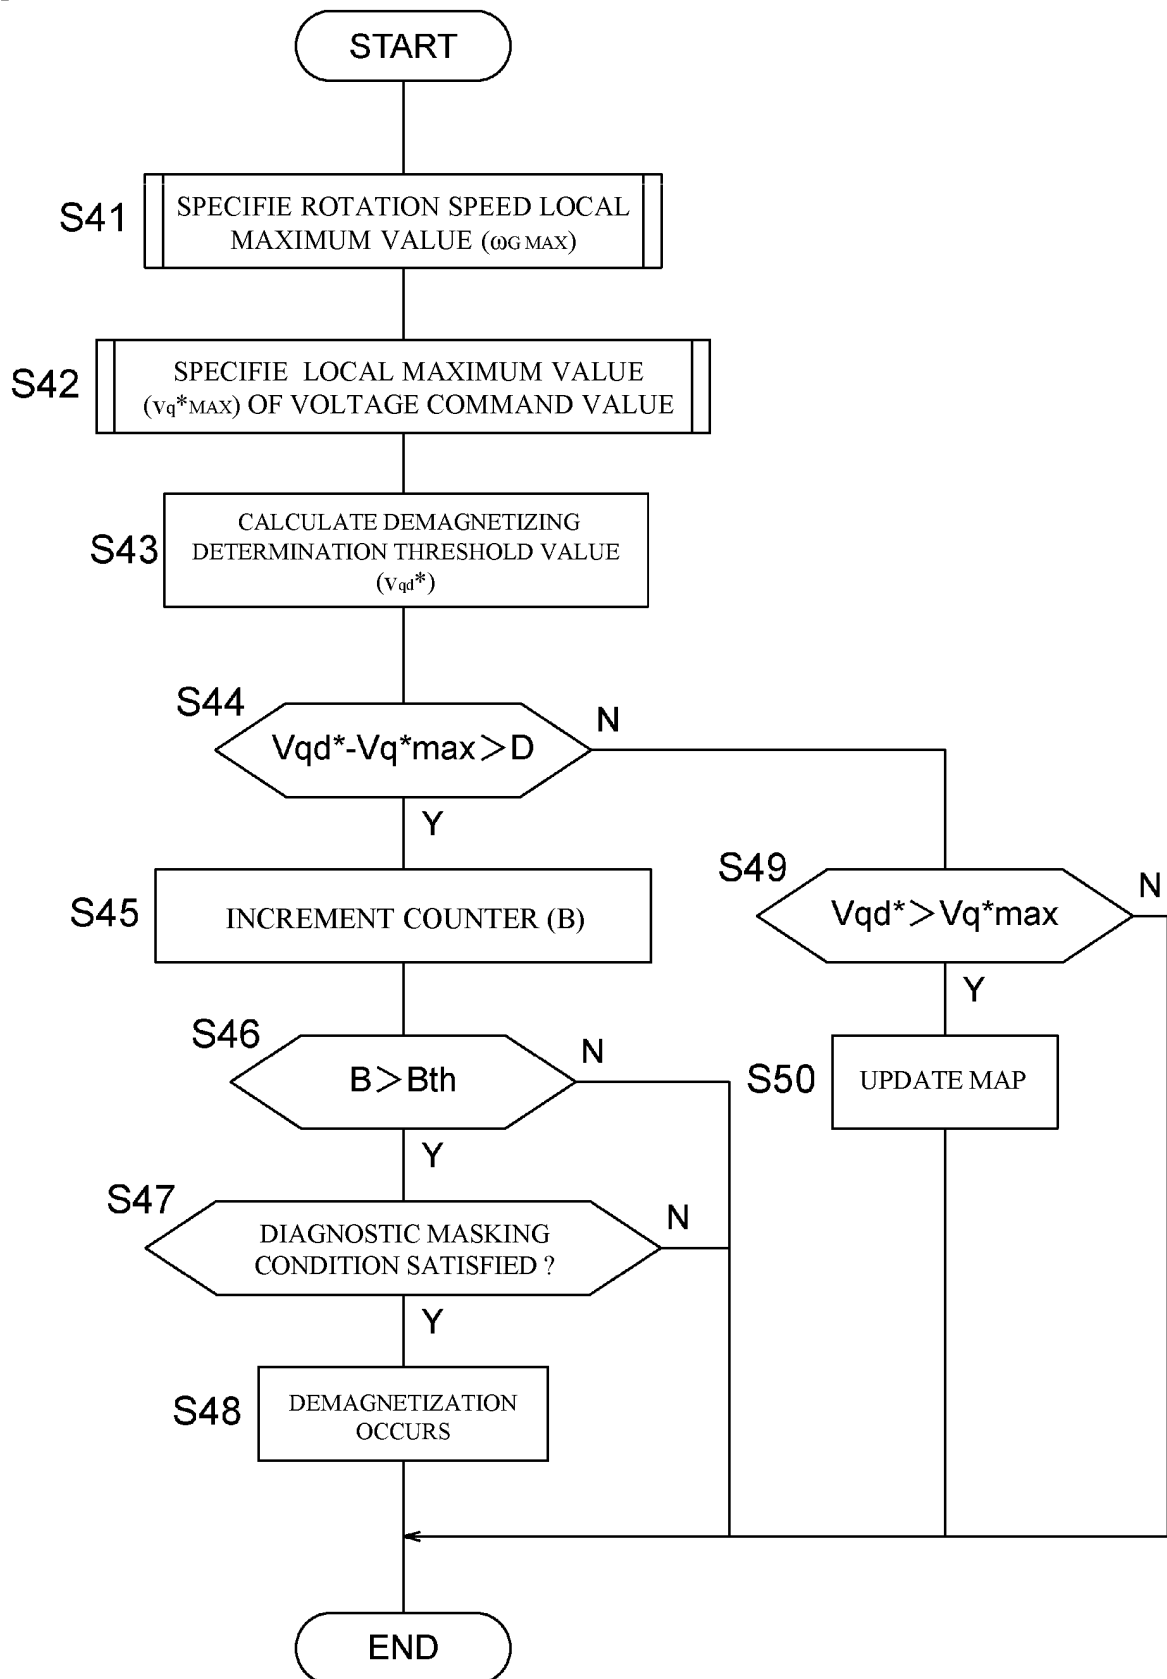 START
S41
SPECIFIE ROTATION SPEED LOCAL
MAXIMUM VALUE (ωG MAX)
S42
SPECIFIE LOCAL MAXIMUM VALUE
(Vq*MAX) OF VOLTAGE COMMAND VALUE
S43
CALCULATE DEMAGNETIZING
DETERMINATION THRESHOLD VALUE
(Vqd*)
S44
Vqd*-Vq*max>D
N
Y
S45
INCREMENT COUNTER (B)
S49
Vqd*>Vq*max
N
Y
S46
B>Bth
N
Y
S50
UPDATE MAP
S47
DIAGNOSTIC MASKING
CONDITION SATISFIED ?
N
Y
S48
DEMAGNETIZATION
OCCURS
END